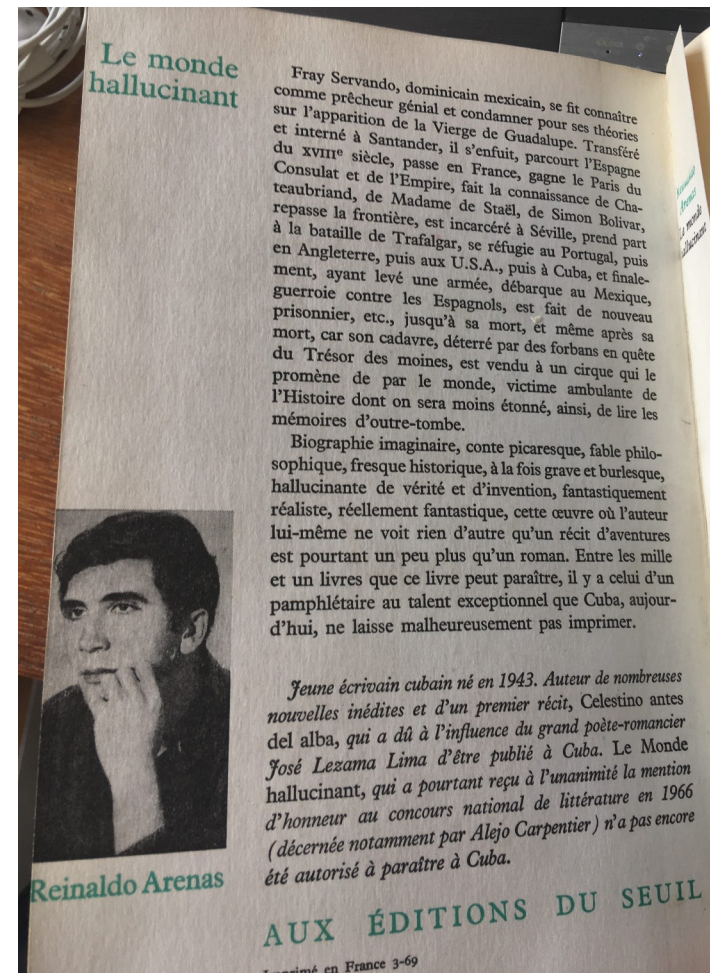 Le monde
hallucinant
Fray Servando, dominicain mexicain, se fit connaître
comme prêcheur génial et condamner pour ses théories
sur l'apparition de la Vierge de Guadalupe. Transféré
et interné à Santander, il s'enfuit, parcourt l'Espagne
du XVIIIe siècle, passe en France, gagne le Paris du
Consulat et de l'Empire, fait la connaissance de Cha-
teaubriand, de Madame de Staël, de Simon Bolivar,
repasse la frontière, est incarcéré à Séville, prend part
à la bataille de Trafalgar, se réfugie au Portugal, puis
en Angleterre, puis aux U.S.A., puis à Cuba, et finale-
ment, ayant levé une armée, débarque au Mexique,
guerroie contre les Espagnols, est fait de nouveau
prisonnier, etc., jusqu'à sa mort, et même après sa
mort, car son cadavre, déterré par des forbans en quête
du Trésor des moines, est vendu à un cirque qui le
promène de par le monde, victime ambulante de
l'Histoire dont on sera moins étonné, ainsi, de lire les
mémoires d'outre-tombe.
Biographie imaginaire, conte picaresque, fable philo-
sophique, fresque historique, à la fois grave et burlesque,
hallucinante de vérité et d'invention, fantastiquement
réaliste, réellement fantastique, cette œuvre où l'auteur
lui-même ne voit rien d'autre qu'un récit d'aventures
est pourtant un peu plus qu'un roman. Entre les mille
et un livres que ce livre peut paraître, il y a celui d'un
pamphlétaire au talent exceptionnel que Cuba, aujour-
d'hui, ne laisse malheureusement pas imprimer.
Jeune écrivain cubain né en 1943. Auteur de nombreuses
nouvelles inédites et d'un premier récit, Celestino antes
del alba, qui a dû à l'influence du grand poète-romancier
José Lezama Lima d'être publié à Cuba. Le Monde
hallucinant, qui a pourtant reçu à l'unanimité la mention
d'honneur au concours national de littérature en 1966
(décernée notamment par Alejo Carpentier) n'a pas encore
été autorisé à paraître à Cuba.
Reinaldo Arenas
AUX ÉDITIONS DU SEUIL
Imprimé en France 3-69
Arenas
Le monde
hallucinant